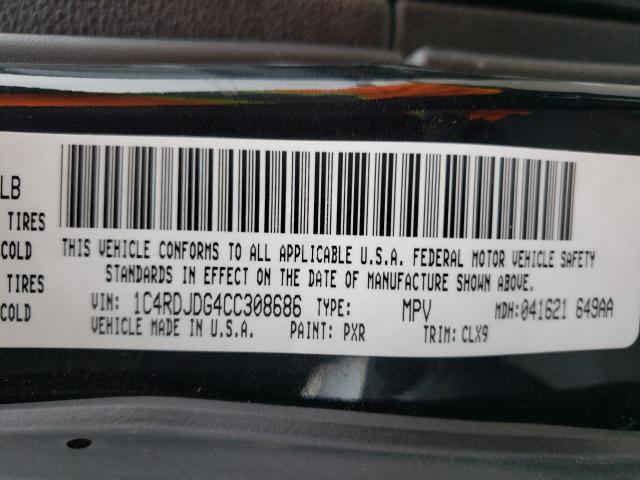 LB
TIRES
COLD
TIRES
COLD
THIS VEHICLE CONFORMS TO ALL APPLICABLE U.S.A. FEDERAL MOTOR VEHICLE SAFETY
STANDARDS IN EFFECT ON THE DATE OF MANUFACTURE SHOWN ABOVE.
VIN: 1C4RDJDG4CC308686 TYPE: MPV MDH:041621 649AA
VEHICLE MADE IN U.S.A. PAINT: PXR TRIM: CLX9